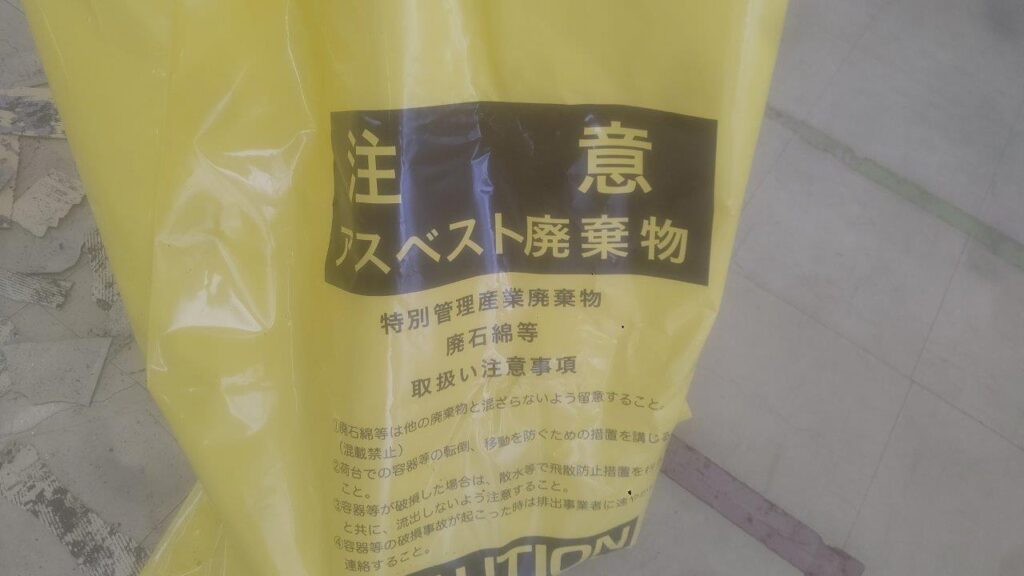 注 意
アスベスト廃棄物
特別管理産業廃棄物
廃石綿等
取扱い注意事項
①廃石綿等は他の廃棄物と混ざらないよう留意すること。
(混載禁止)
②荷台での容器等の転倒、移動を防ぐための措置を講じる
こと。
③容器等が破損した場合は、散水等で飛散防止措置を
と共に、流出しないよう注意すること。
④容器等の破損事故が起こった時は排出事業者に速
連絡すること。
UTION